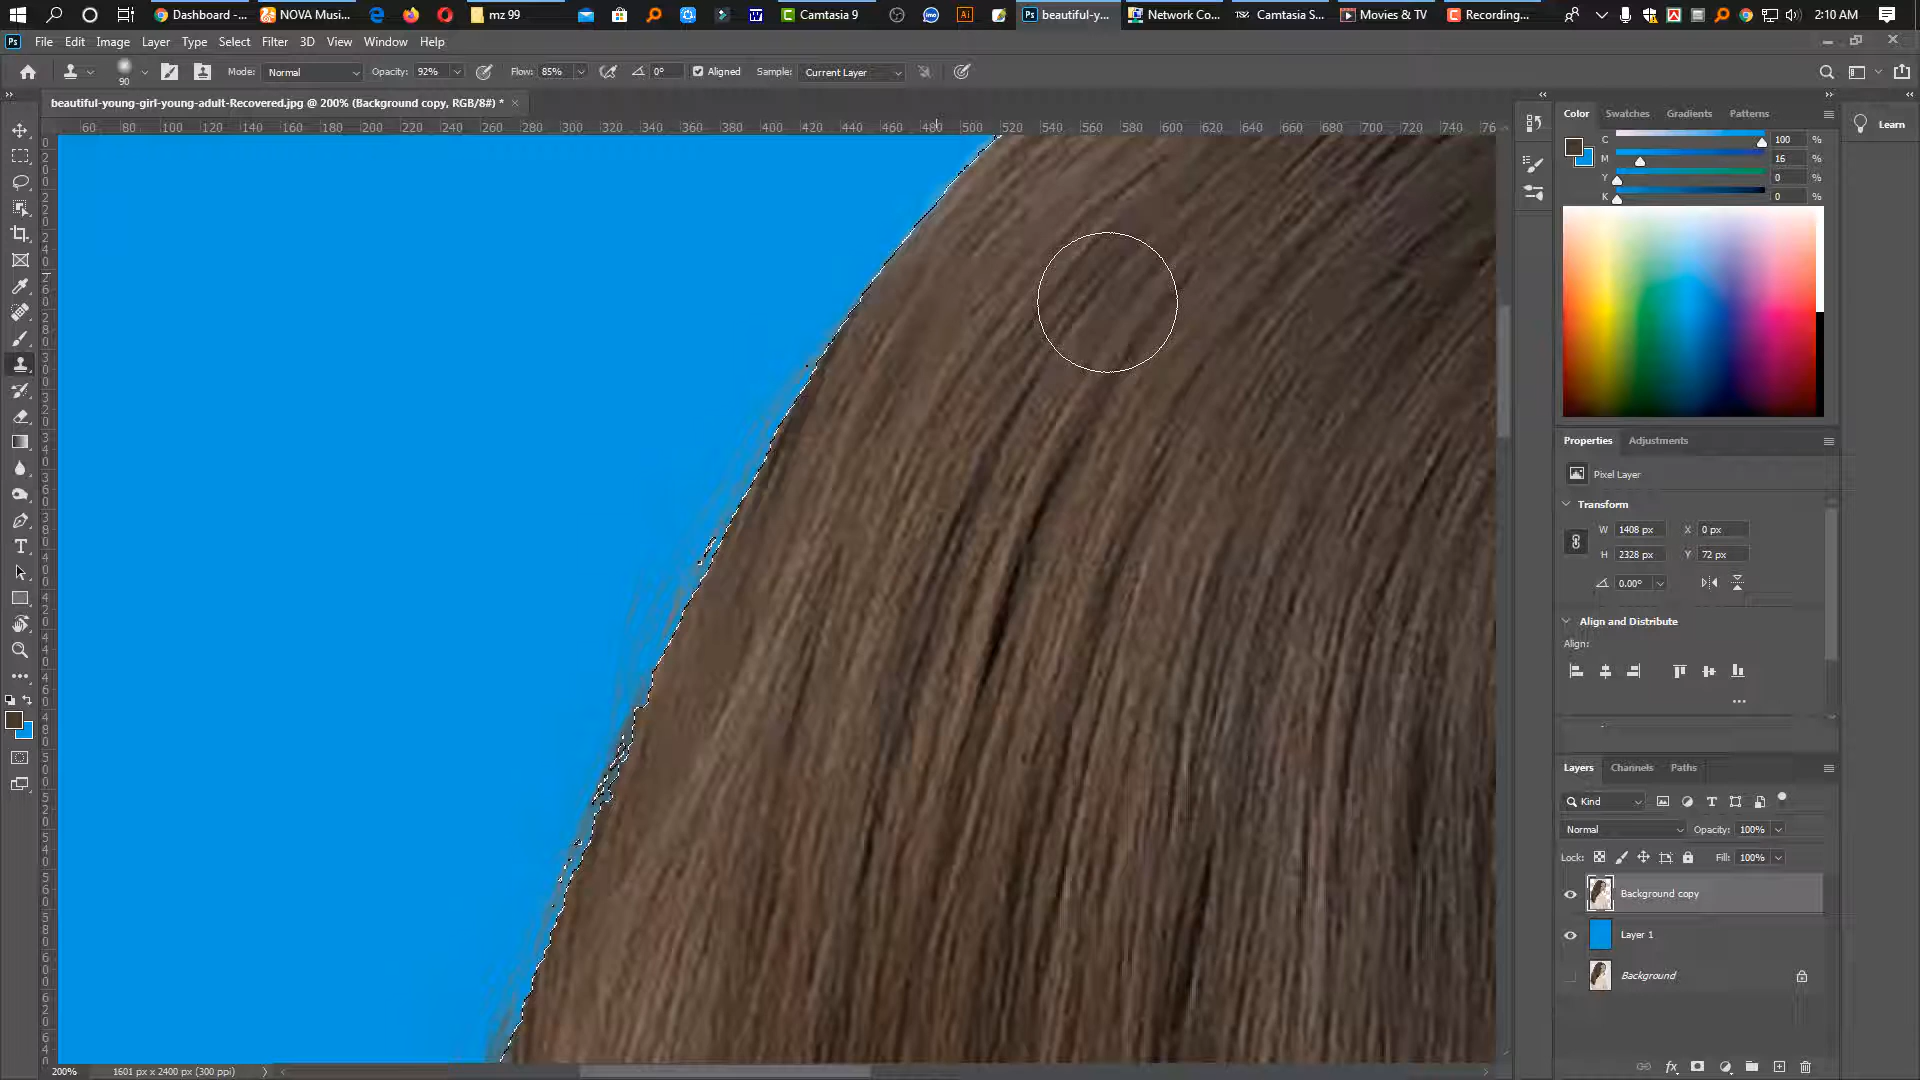 Dashboard -...
NOVA Musi...
mz 99
Camtasia 9
beautiful-y...
Network Co...
Camtasia S...
Movies & TV
Recording...
2:10 AM
File Edit Image Layer Type Select Filter 3D View Window Help
90
Mode: Normal
Opacity: 92%
Flow: 85%
0°
Aligned
Sample: Current Layer
beautiful-young-girl-young-adult-Recovered.jpg @ 200% (Background copy, RGB/8#) *
60 80 100 120 140 160 180 200 220 240 260 280 300 320 340 360 380 400 420 440 460 480 500 520 540 560 580 600 620 640 660 680 700 720 740 76
Color Swatches Gradients Patterns
Learn
C 100 %
M 16 %
Y 0 %
K 0 %
Properties Adjustments
Pixel Layer
Transform
W 1408 px X 0 px
H 2328 px Y 72 px
0.00°
Align and Distribute
Align:
Layers Channels Paths
Kind
Normal Opacity: 100%
Lock: Fill: 100%
Background copy
Layer 1
Background
200% 1601 px x 2400 px (300 ppi)